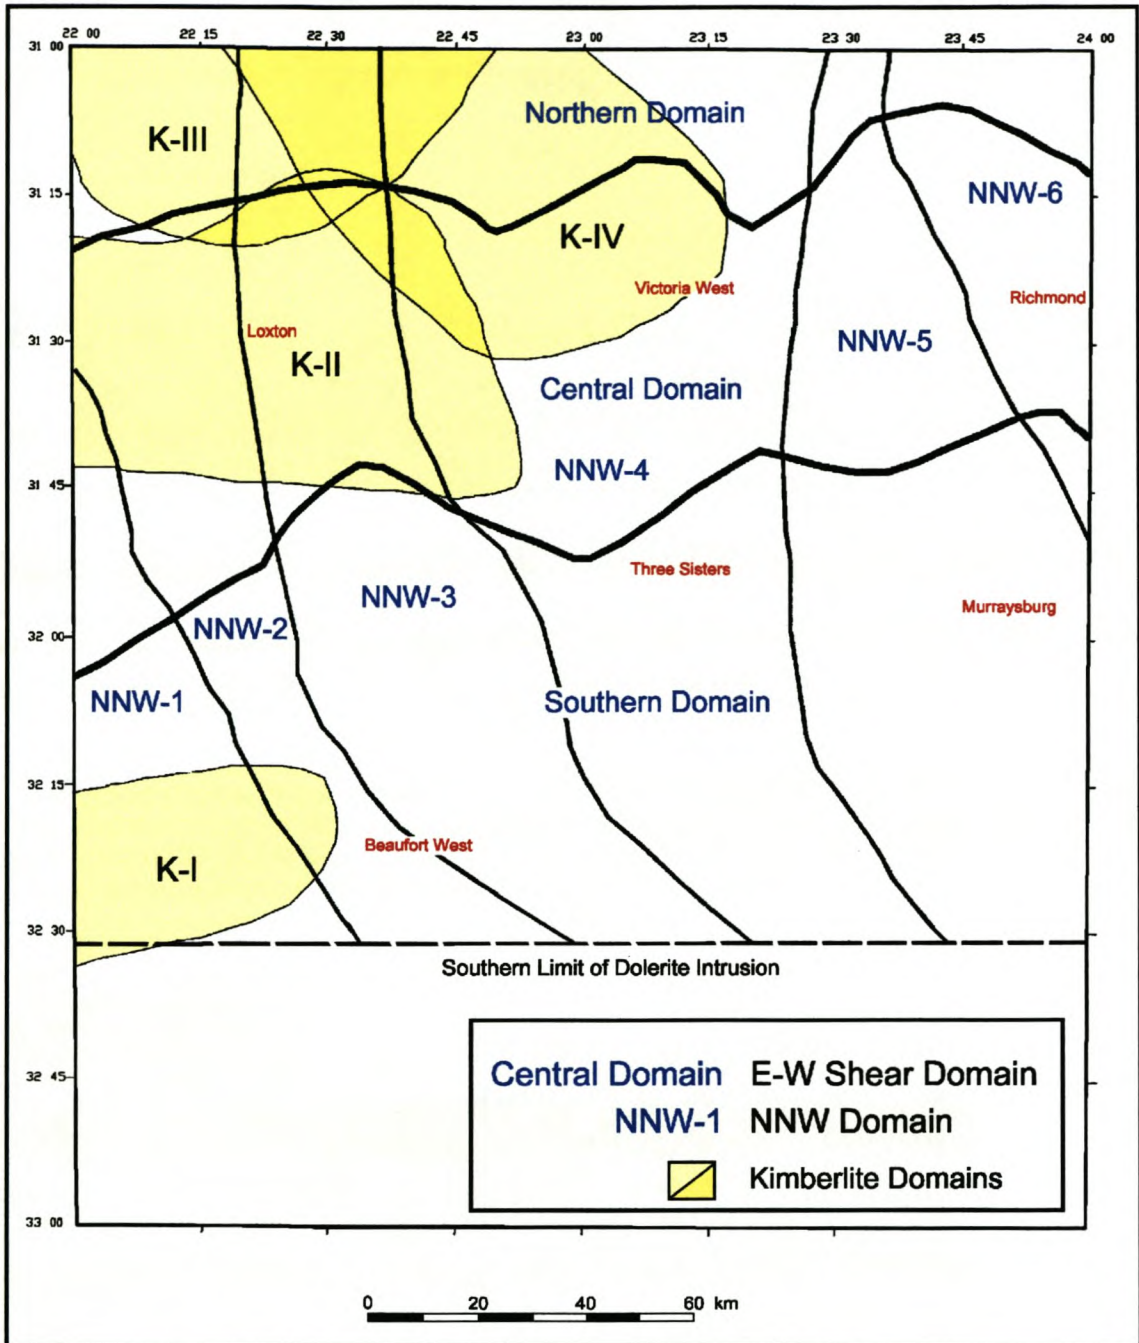 22 00 22 15 22 30 22 45 23 00 23 15 23 30 23 45 24 00
31 00
Northern Domain
K-III
31 15
NNW-6
K-IV
Victoria West
Richmond
Loxton
31 30
NNW-5
K-II
Central Domain
NNW-4
31 45
Three Sisters
NNW-3
Murraysburg
NNW-2
32 00
NNW-1
Southern Domain
32 15
Beaufort West
K-I
32 30
Southern Limit of Dolerite Intrusion
Central Domain E-W Shear Domain
32 45
NNW-1 NNW Domain
Kimberlite Domains
33 00
0 20 40 60 km